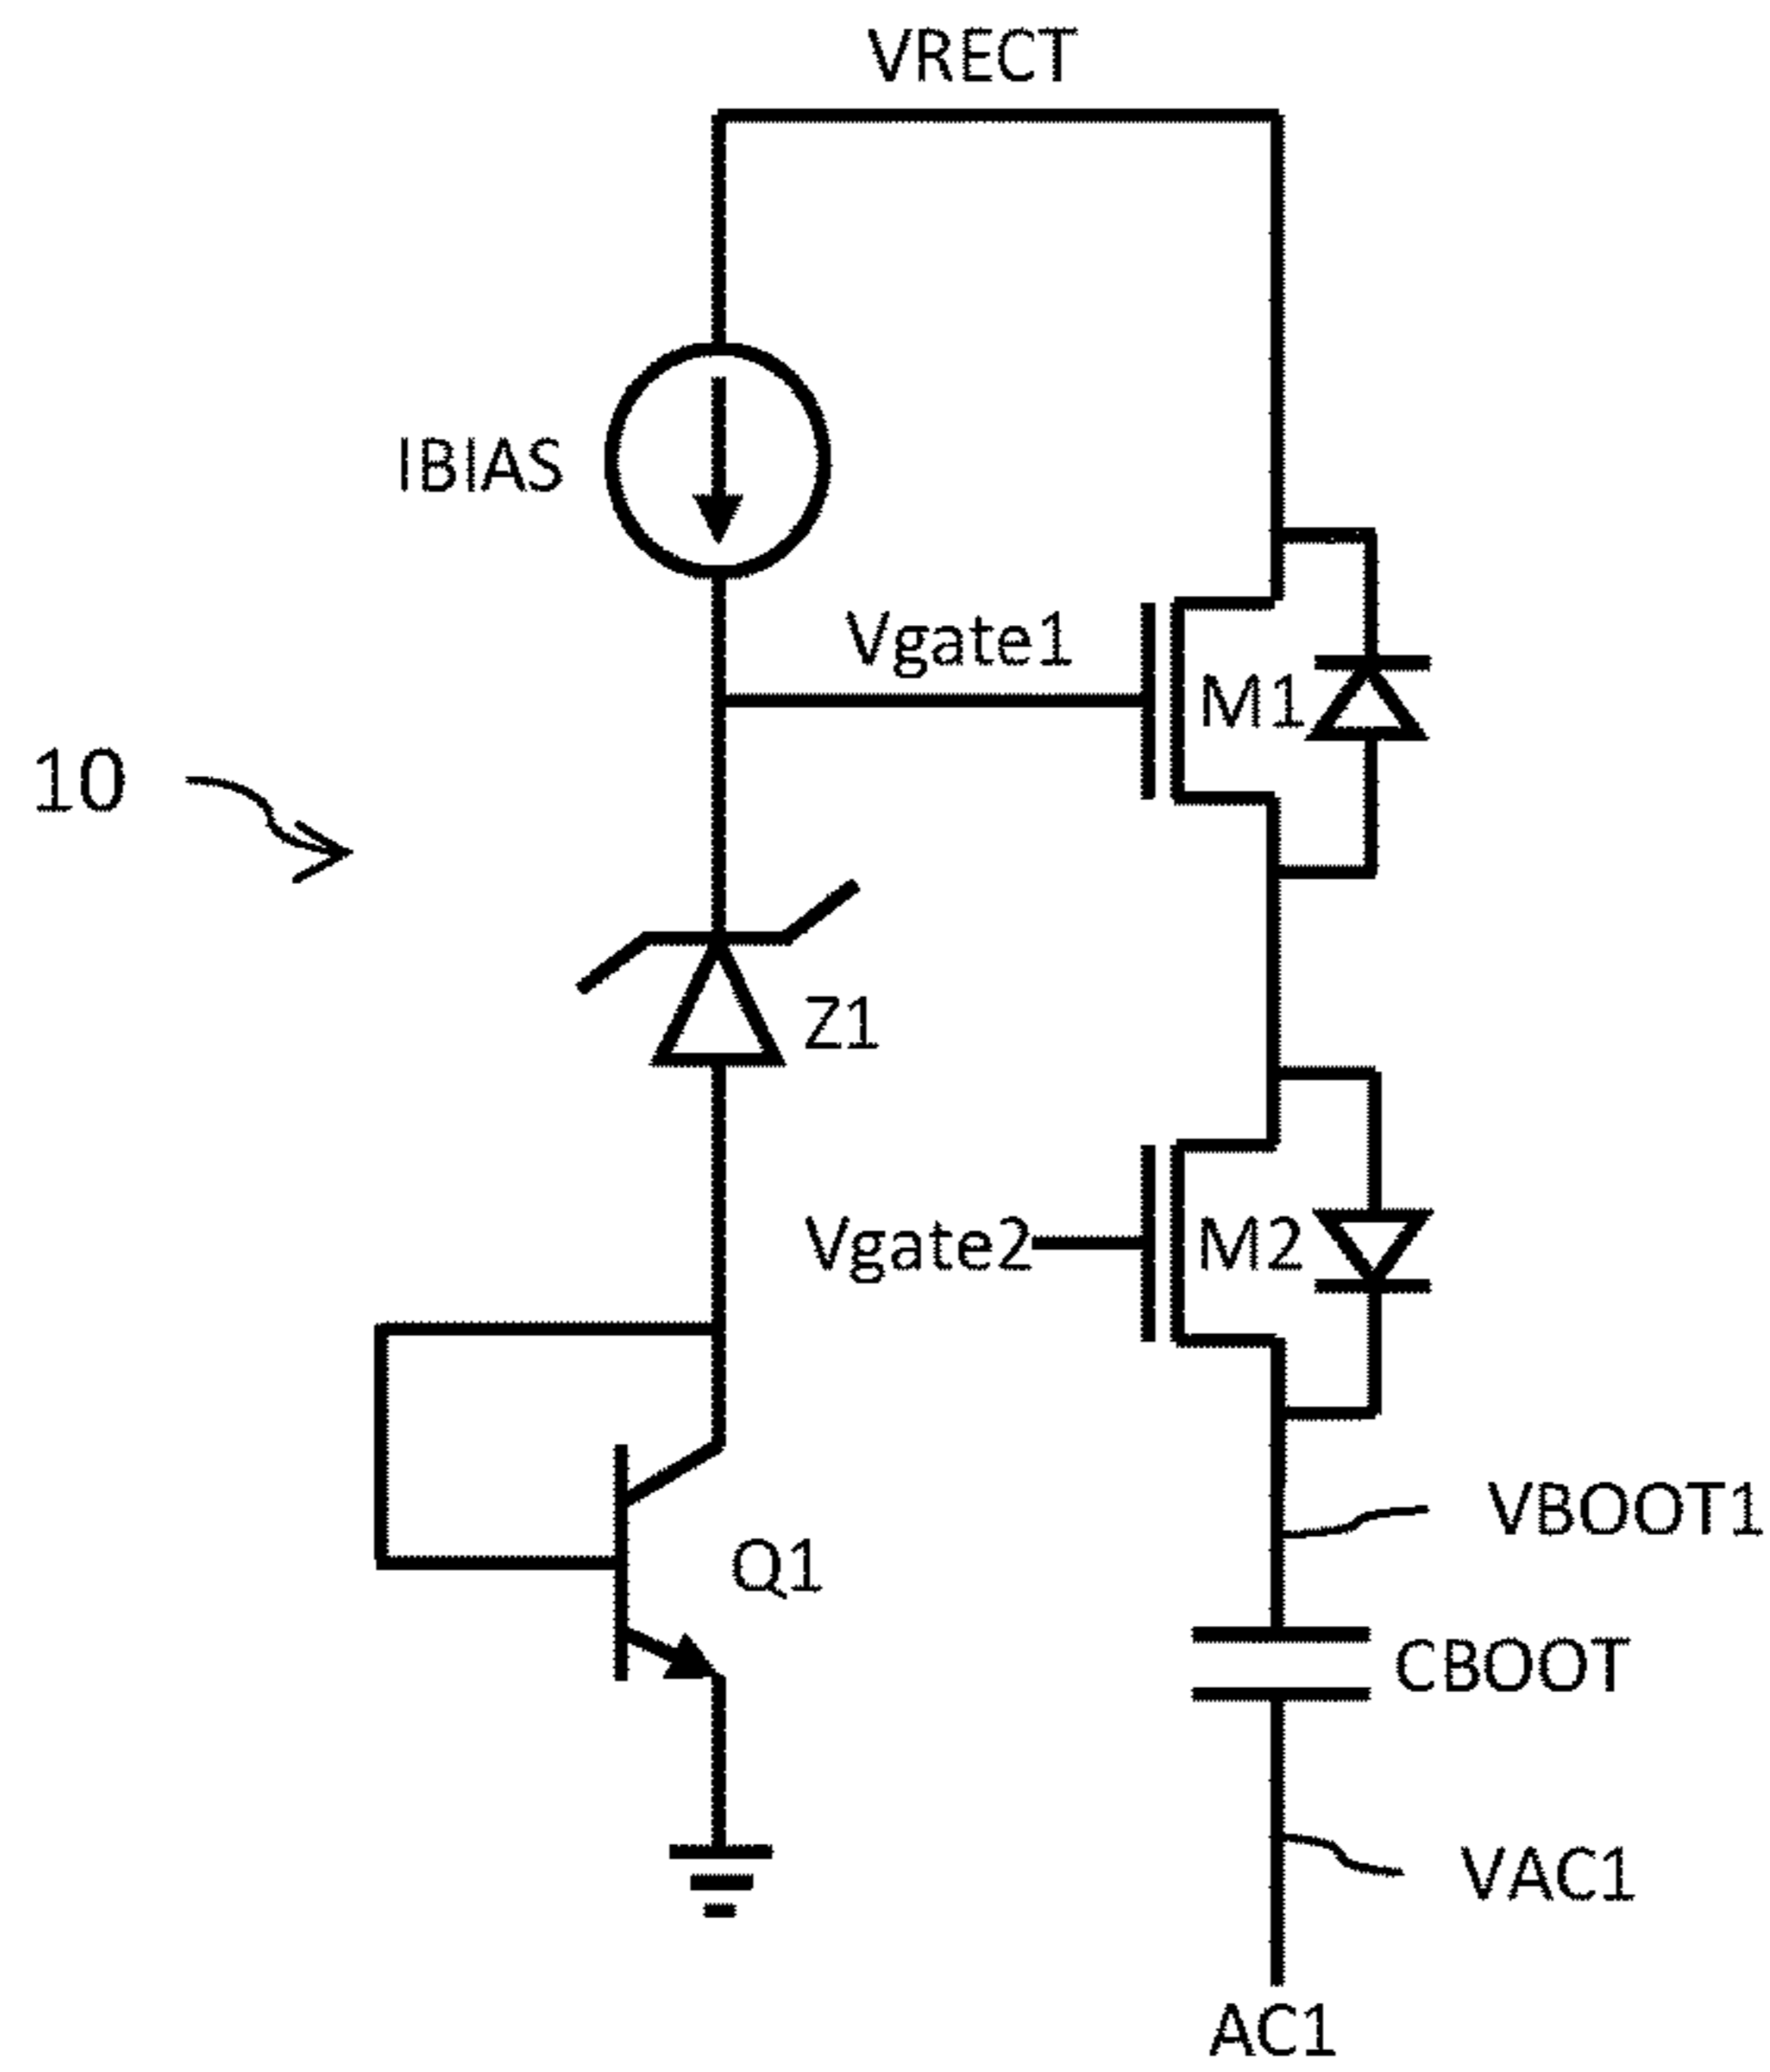 VRECT
IBIAS
Vgate1
M1
10
Z1
Vgate2
M2
VBOOT1
Q1
CBOOT
VAC1
AC1